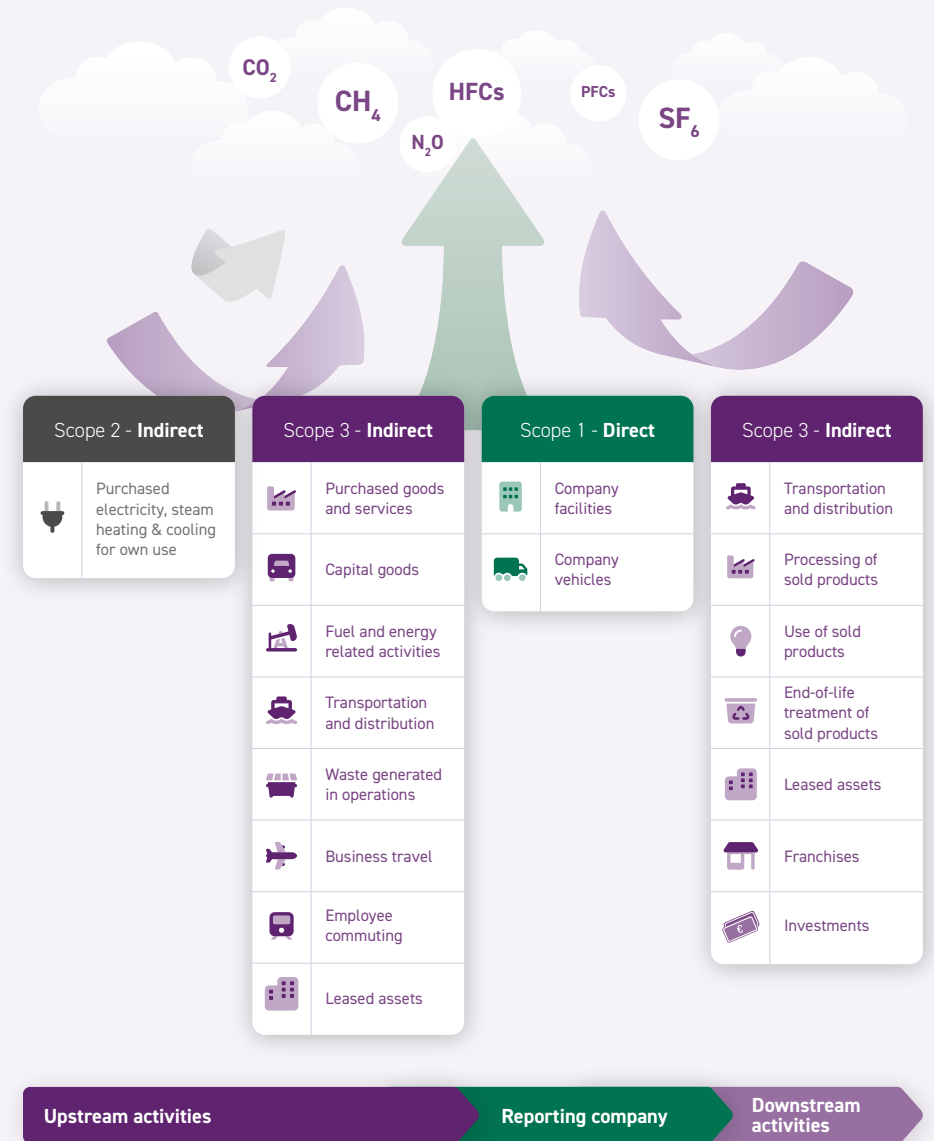 CO₂
CH₄
N₂O
HFCs
PFCs
SF₆
Scope 2 - Indirect
Purchased
electricity, steam
heating & cooling
for own use
Scope 3 - Indirect
Purchased goods
and services
Capital goods
Fuel and energy
related activities
Transportation
and distribution
Waste generated
in operations
Business travel
Employee
commuting
Leased assets
Scope 1 - Direct
Company
facilities
Company
vehicles
Scope 3 - Indirect
Transportation
and distribution
Processing of
sold products
Use of sold
products
End-of-life
treatment of
sold products
Leased assets
Franchises
€
Investments
Upstream activities
Reporting company
Downstream
activities